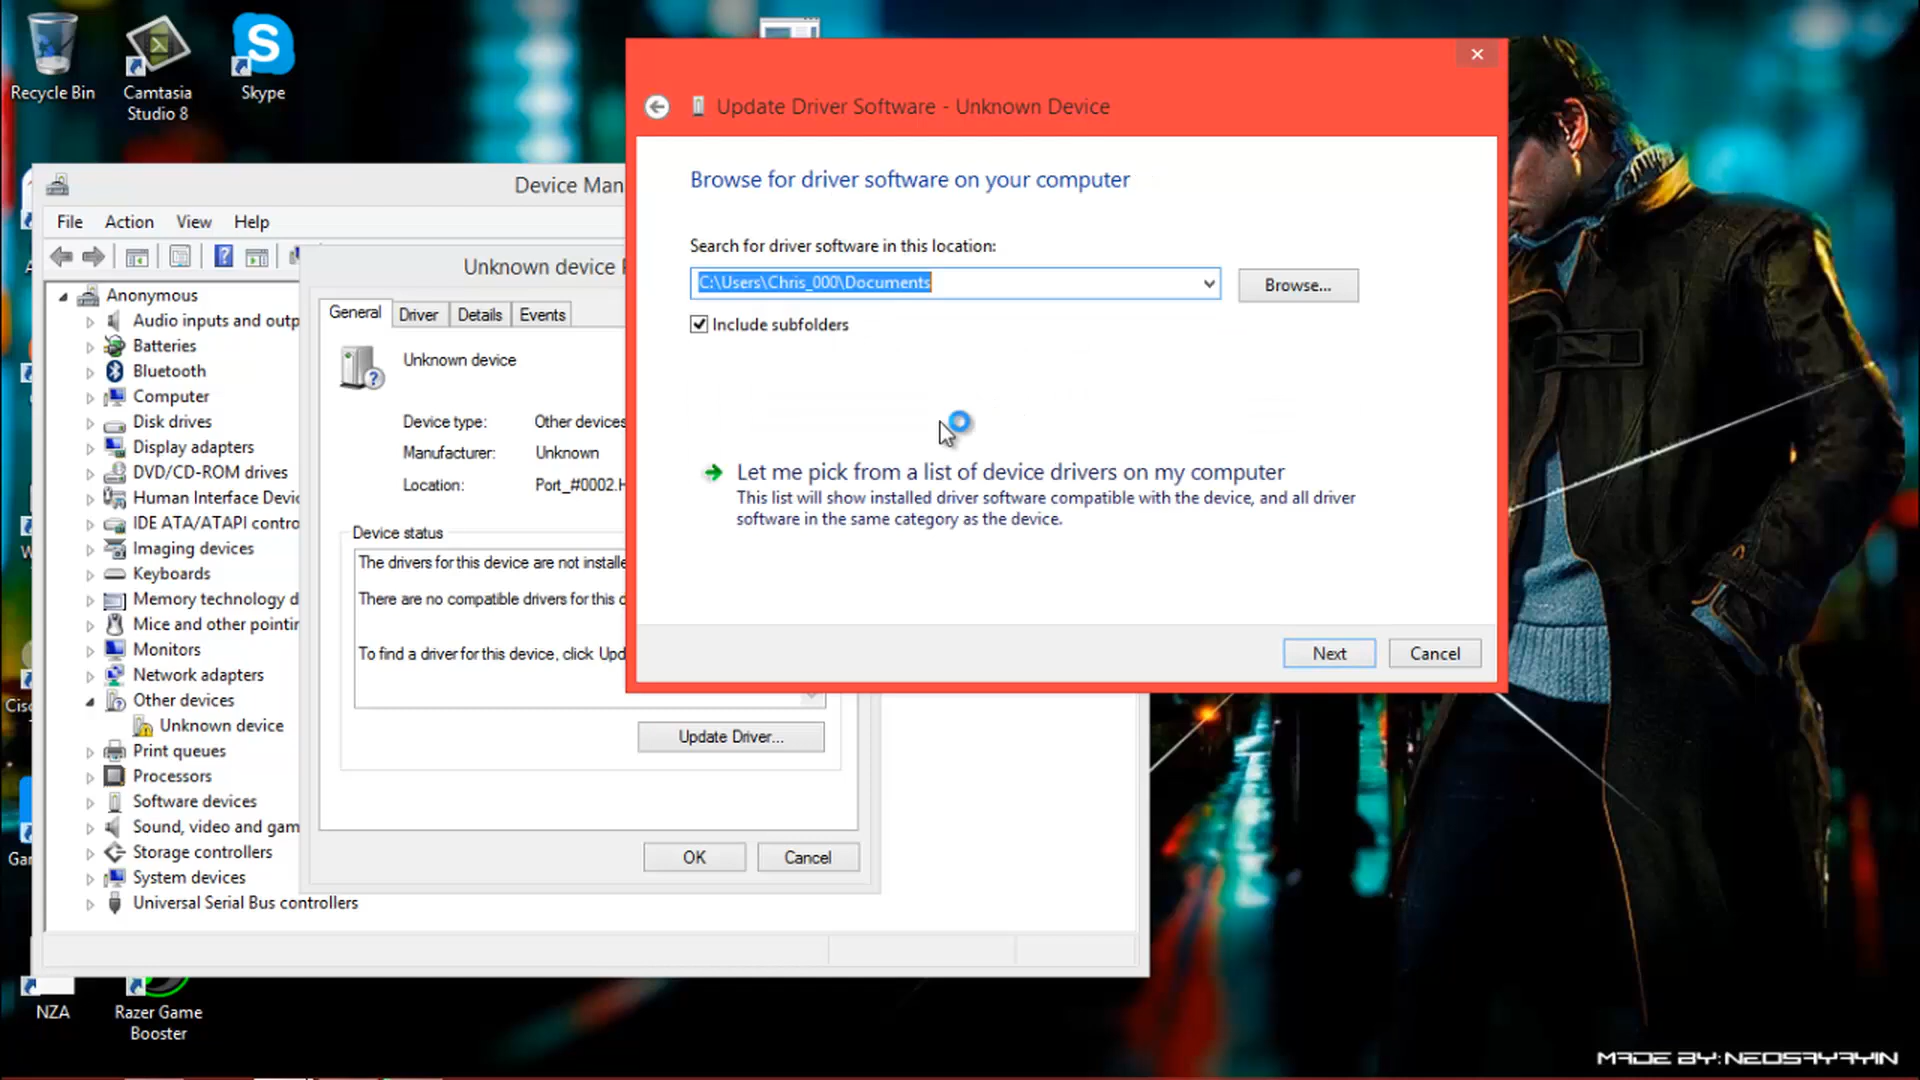 Recycle Bin
Camtasia
Studio 8
Skype
Update Driver Software - Unknown Device
Browse for driver software on your computer
Search for driver software in this location:
C:\Users\Chris_000\Documents
Browse...
Include subfolders
Let me pick from a list of device drivers on my computer
This list will show installed driver software compatible with the device, and all driver
software in the same category as the device.
Next
Cancel
Device Man
File
Action
View
Help
Anonymous
Audio inputs and outp
Batteries
Bluetooth
Computer
Disk drives
Display adapters
DVD/CD-ROM drives
Human Interface Devic
IDE ATA/ATAPI contro
Imaging devices
Keyboards
Memory technology d
Mice and other pointin
Monitors
Network adapters
Other devices
Unknown device
Print queues
Processors
Software devices
Sound, video and gam
Storage controllers
System devices
Universal Serial Bus controllers
Unknown device
General
Driver
Details
Events
Unknown device
Device type: Other devices
Manufacturer: Unknown
Location: Port_#0002.H
Device status
The drivers for this device are not installe
There are no compatible drivers for this d
To find a driver for this device, click Upd
Update Driver...
OK
Cancel
Cisc
Gar
NZA
Razer Game
Booster
MADE BY:NEOSAYAYIN